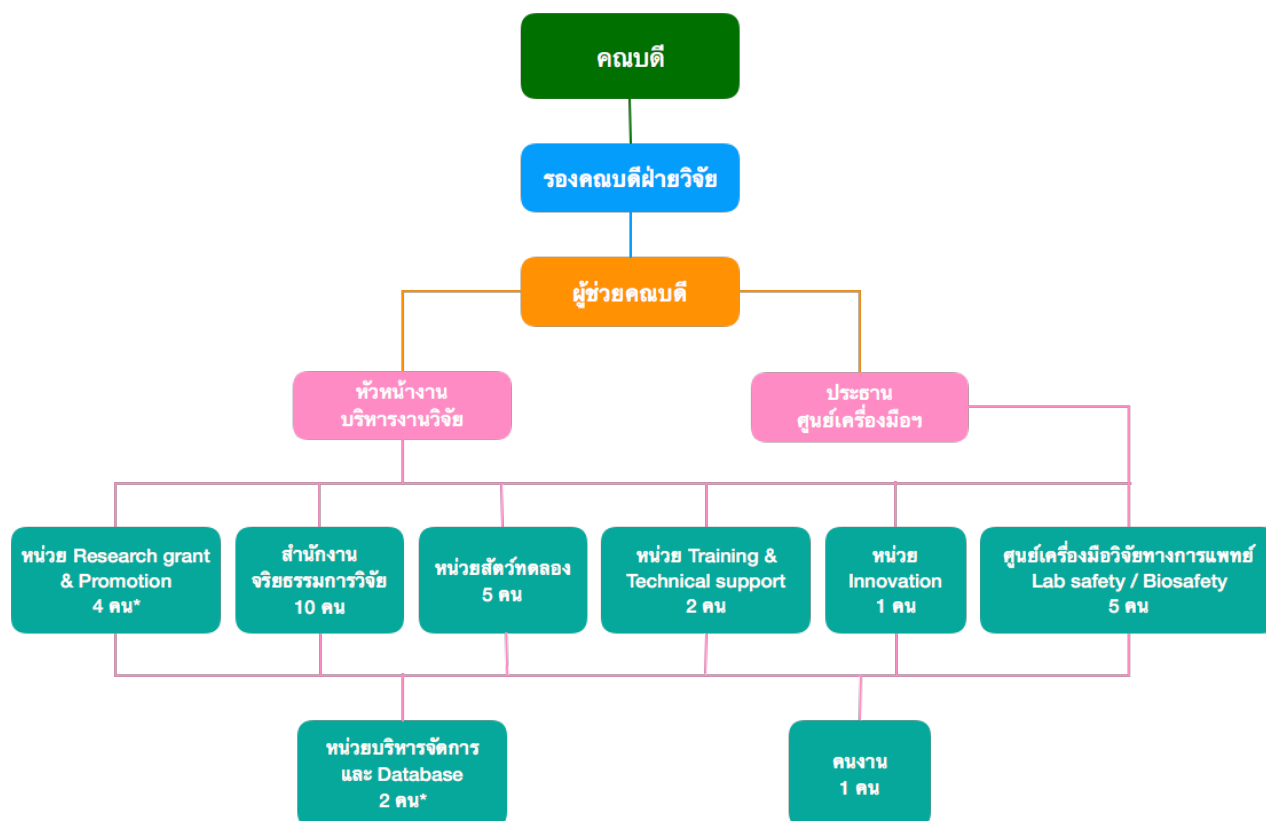 คณบดี
รองคณบดีฝ่ายวิจัย
ผู้ช่วยคณบดี
หัวหน้างาน
บริหารงานวิจัย
ประธาน
ศูนย์เครื่องมือฯ
หน่วย Research grant
& Promotion
4 คน*
สำนักงาน
จริยธรรมการวิจัย
10 คน
หน่วยสัตว์ทดลอง
5 คน
หน่วย Training &
Technical support
2 คน
หน่วย
Innovation
1 คน
ศูนย์เครื่องมือวิจัยทางการแพทย์
Lab safety / Biosafety
5 คน
หน่วยบริหารจัดการ
และ Database
2 คน*
คนงาน
1 คน